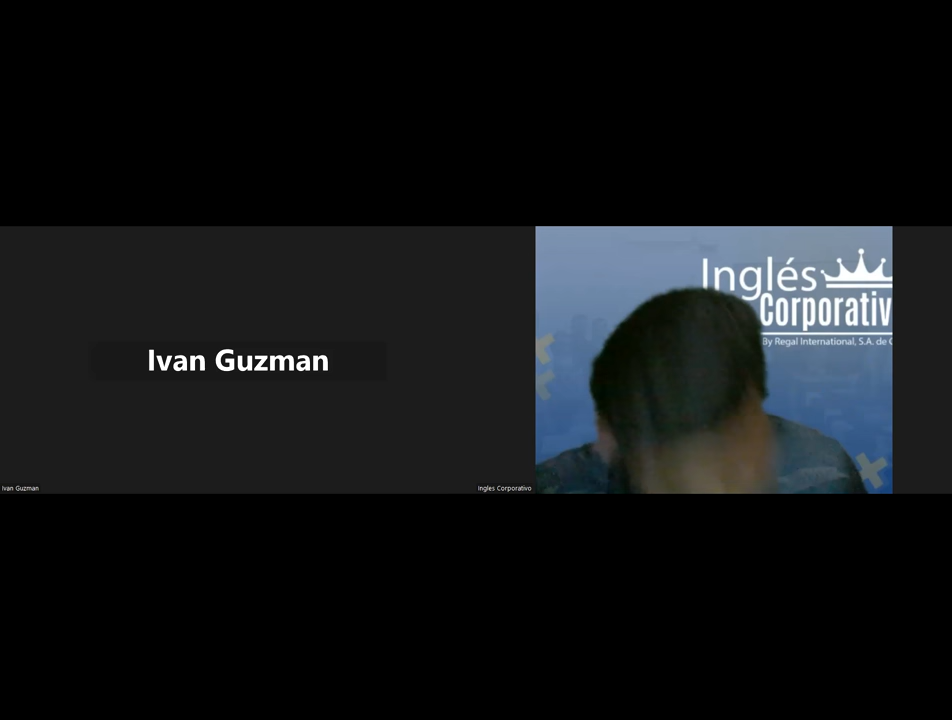 Ivan Guzman
Ivan Guzman
Ingles Corporativo
Inglés
Corporativ
By Regal International, S.A. de C